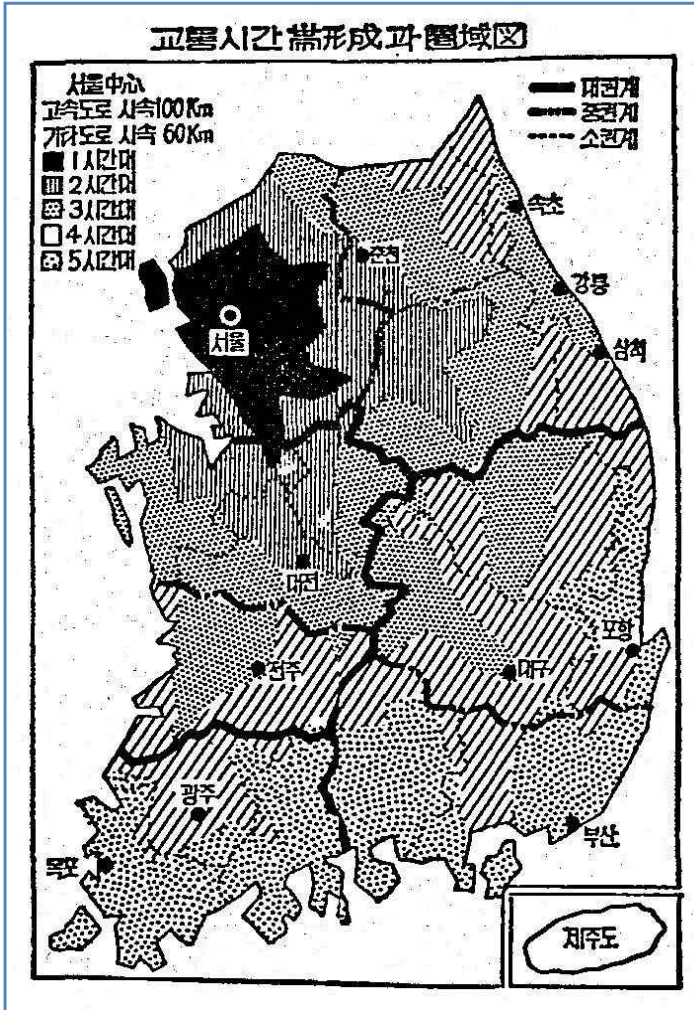 교통시간帶形成과圈域図
서울中心
고속도로 시속100Km
기타도로 시속 60Km
1시간대
2시간대
3시간대
4시간대
5시간대
대권계
중권계
소권계
속초
춘천
강릉
서울
삼척
대전
포항
전주
대구
광주
부산
목포
제주도